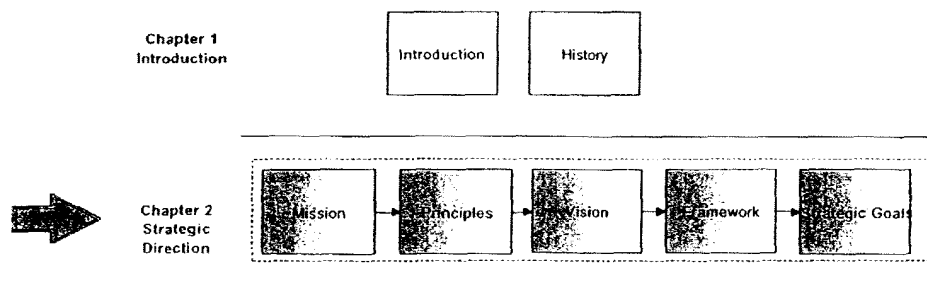 Chapter 1
Introduction
Introduction
History
Chapter 2
Strategic
Direction
Mission
Principles
Vision
Framework
Strategic Goals